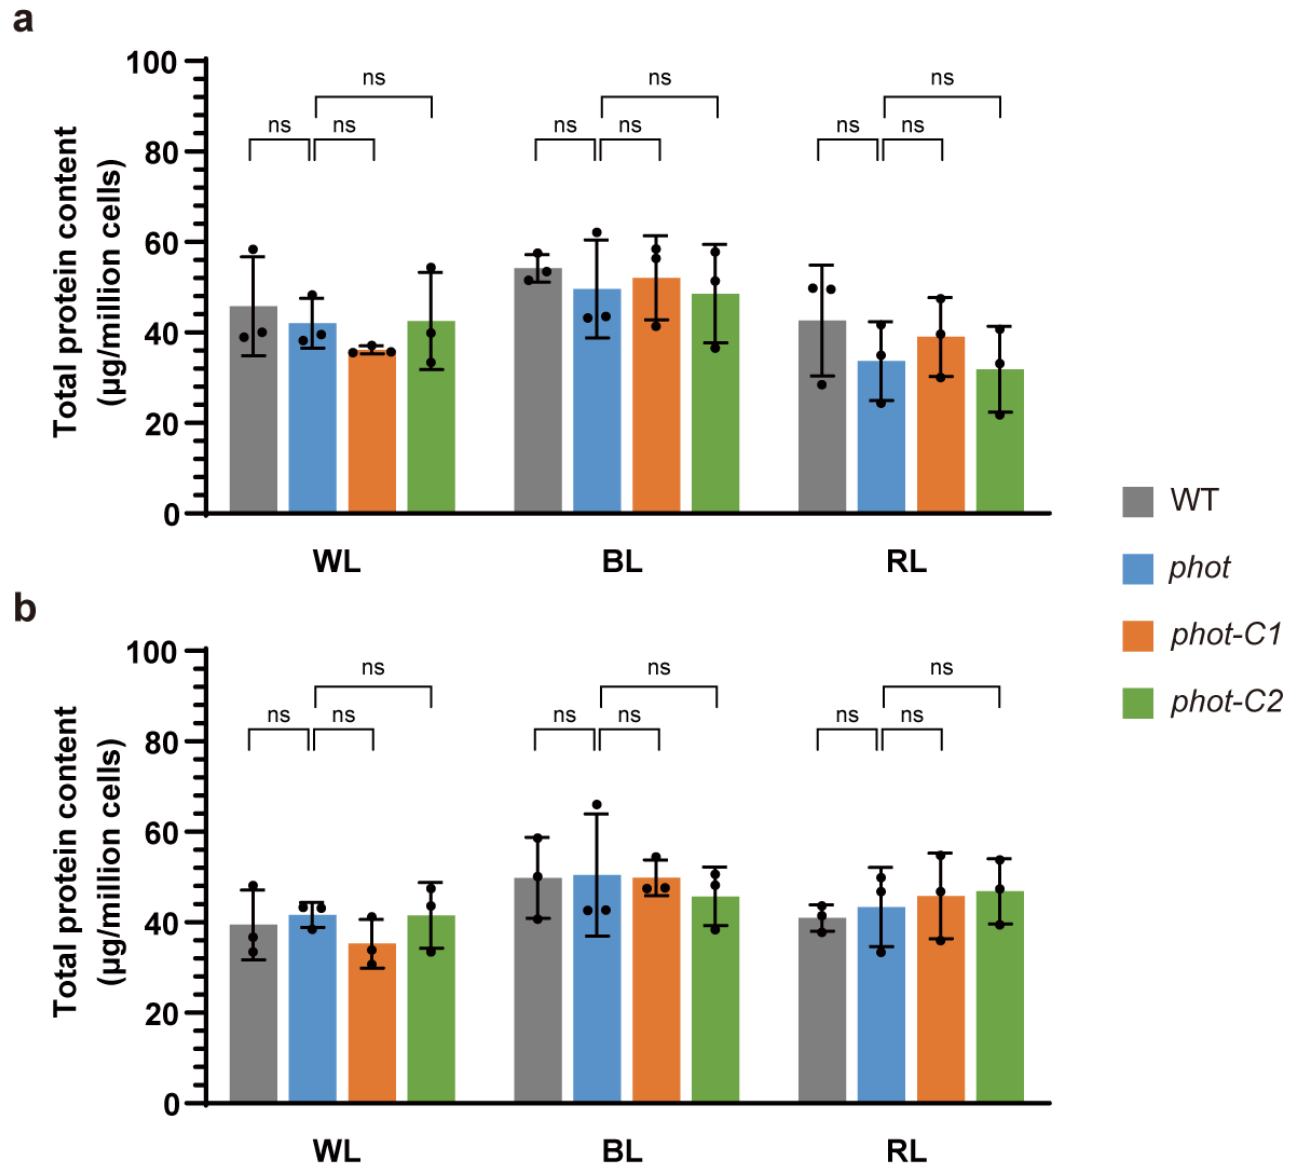 a
Total protein content
(µg/million cells)
100
80
60
40
20
0
ns
ns
ns
ns
ns
ns
ns
ns
ns
WL
BL
RL
WT
phot
phot-C1
phot-C2
b
Total protein content
(µg/million cells)
100
80
60
40
20
0
ns
ns
ns
ns
ns
ns
ns
ns
ns
WL
BL
RL